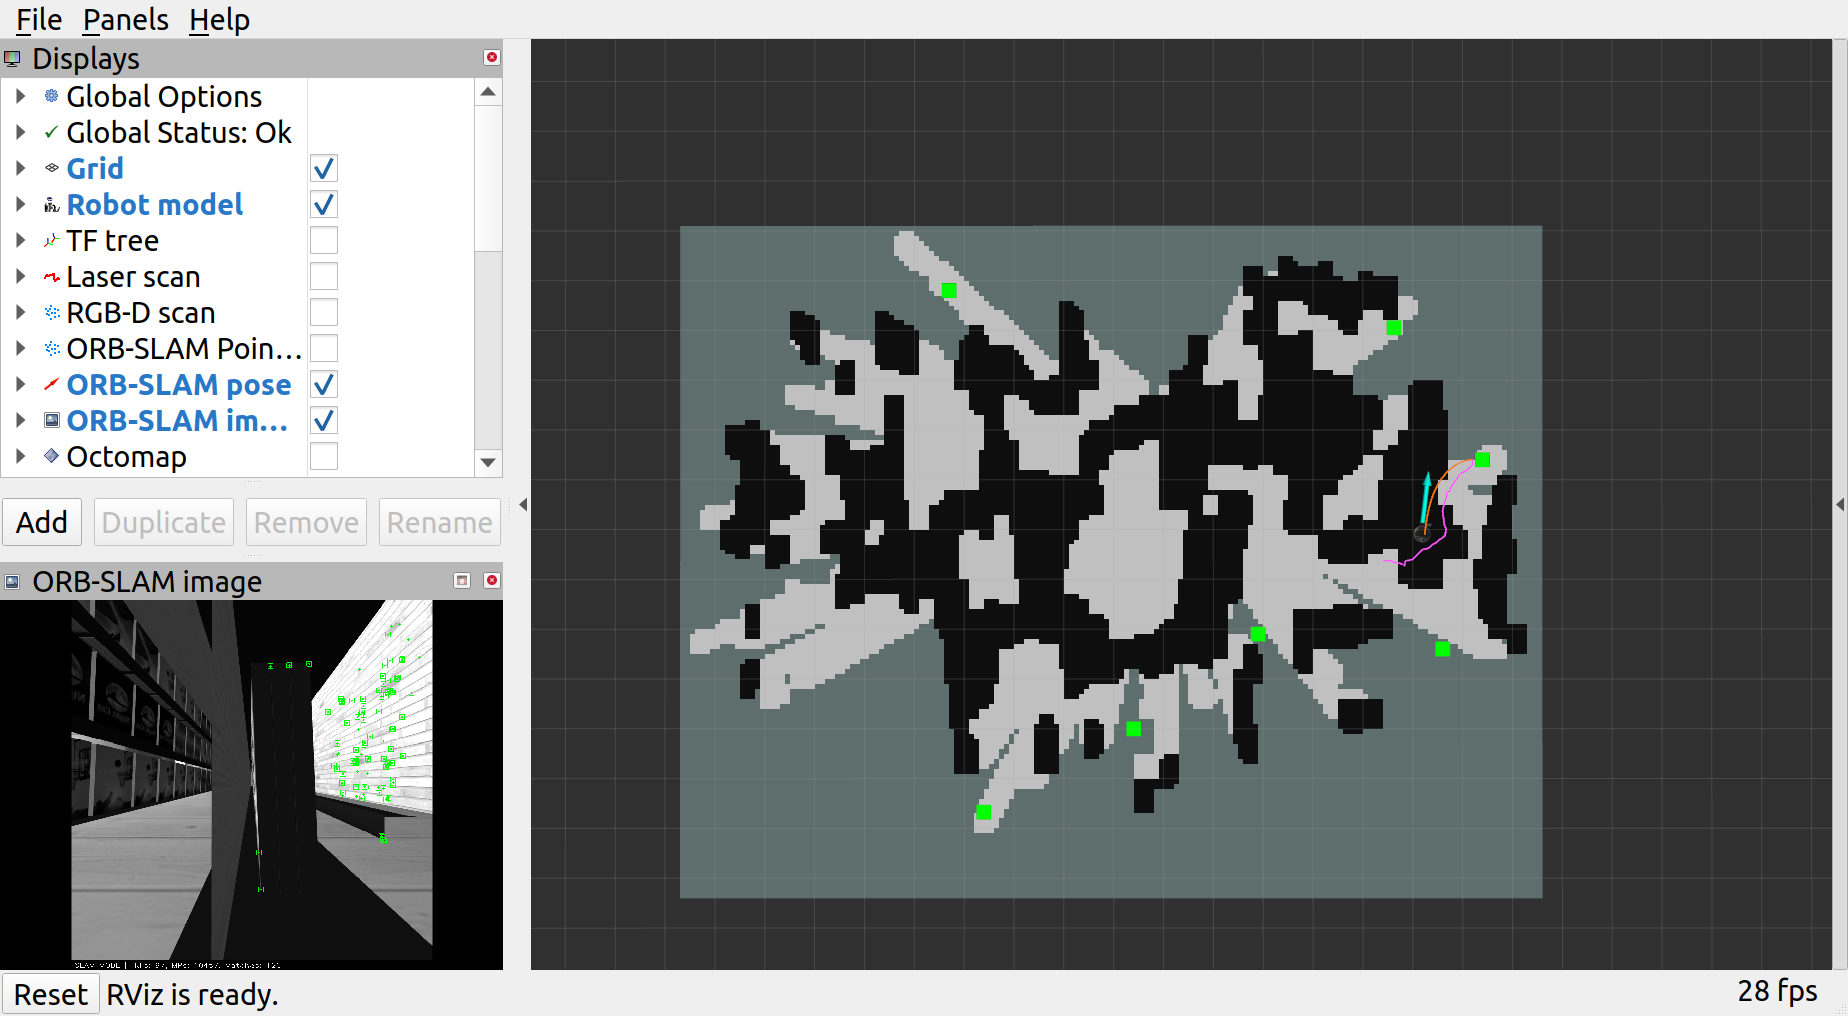 File Panels Help
Displays
Global Options
Global Status: Ok
Grid
Robot model
TF tree
Laser scan
RGB-D scan
ORB-SLAM Poin...
ORB-SLAM pose
ORB-SLAM im...
Octomap
Add Duplicate Remove Rename
ORB-SLAM image
SLAM MODE |
Reset RViz is ready.
28 fps